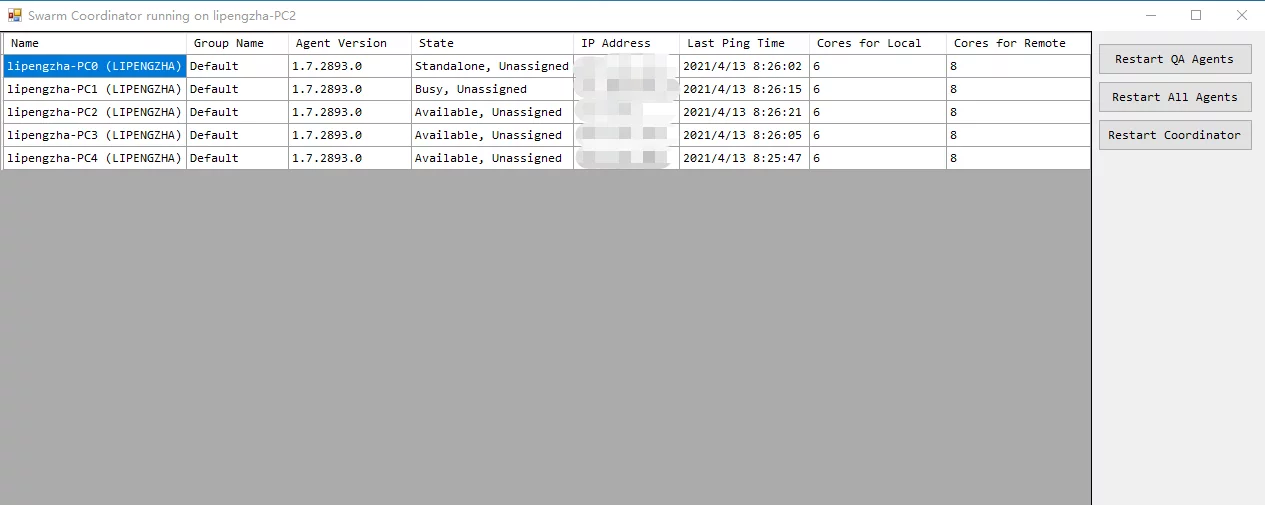 Swarm Coordinator running on lipengzha-PC2
Name Group Name Agent Version State IP Address Last Ping Time Cores for Local Cores for Remote
lipengzha-PC0 (LIPENGZHA) Default 1.7.2893.0 Standalone, Unassigned 2021/4/13 8:26:02 6 8
lipengzha-PC1 (LIPENGZHA) Default 1.7.2893.0 Busy, Unassigned 2021/4/13 8:26:15 6 8
lipengzha-PC2 (LIPENGZHA) Default 1.7.2893.0 Available, Unassigned 2021/4/13 8:26:21 6 8
lipengzha-PC3 (LIPENGZHA) Default 1.7.2893.0 Available, Unassigned 2021/4/13 8:26:05 6 8
lipengzha-PC4 (LIPENGZHA) Default 1.7.2893.0 Available, Unassigned 2021/4/13 8:25:47 6 8
Restart QA Agents
Restart All Agents
Restart Coordinator